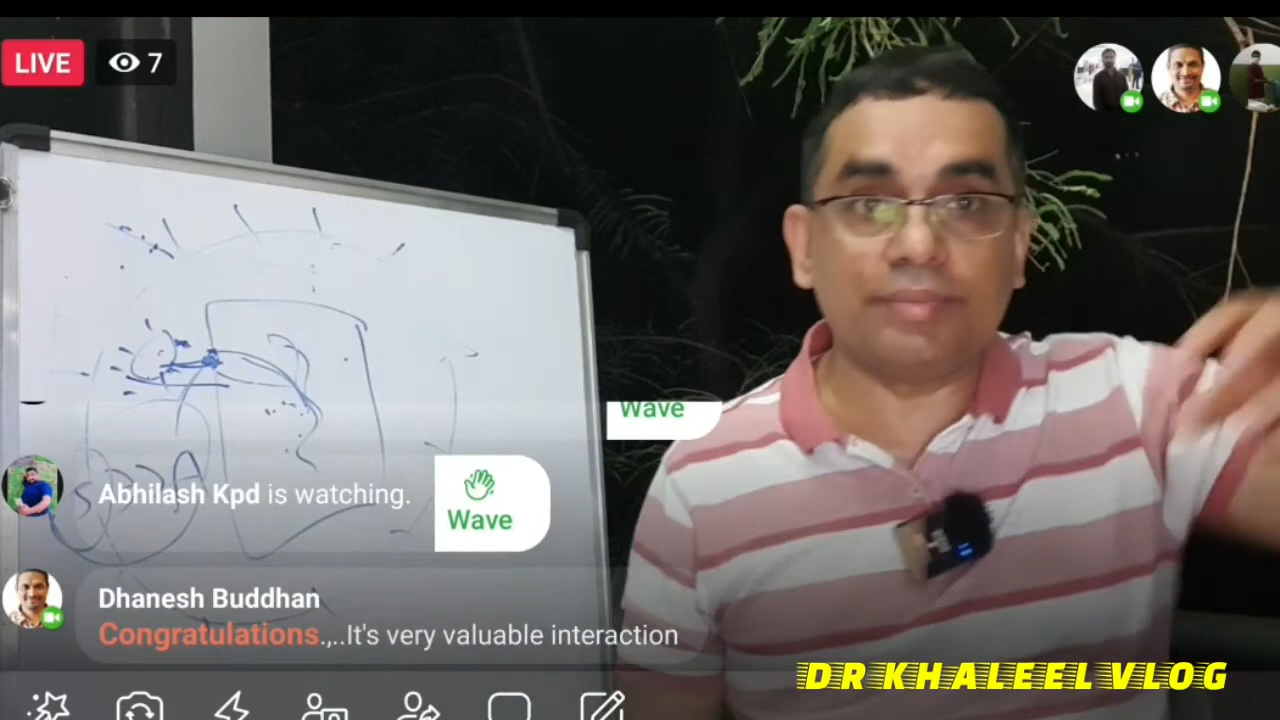 LIVE
7
Wave
Abhilash Kpd is watching.
Wave
Dhanesh Buddhan
Congratulations.,..It's very valuable interaction
DR KHALEEL VLOG